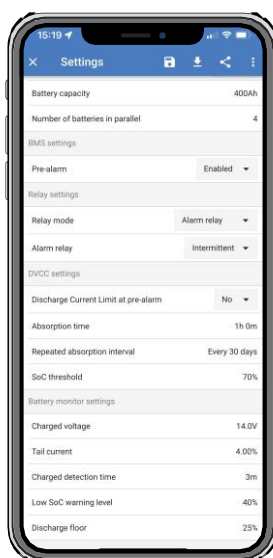 15:19
Settings
Battery capacity 400Ah
Number of batteries in parallel 4
BMS settings
Pre-alarm Enabled
Relay settings
Relay mode Alarm relay
Alarm relay Intermittent
DVCC settings
Discharge Current Limit at pre-alarm No
Absorption time 1h 0m
Repeated absorption interval Every 30 days
SoC threshold 70%
Battery monitor settings
Charged voltage 14.0V
Tail current 4.00%
Charged detection time 3m
Low SoC warning level 40%
Discharge floor 25%